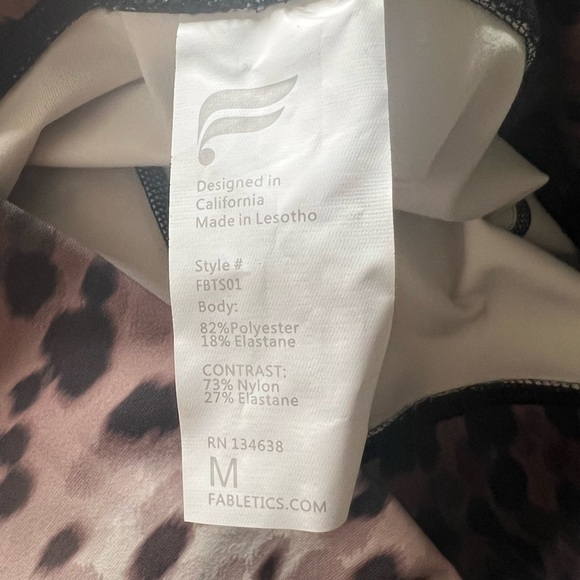 Designed in
California
Made in Lesotho
Style #
FBTS01
Body:
82%Polyester
18% Elastane
CONTRAST:
73% Nylon
27% Elastane
RN 134638
M
FABLETICS.COM